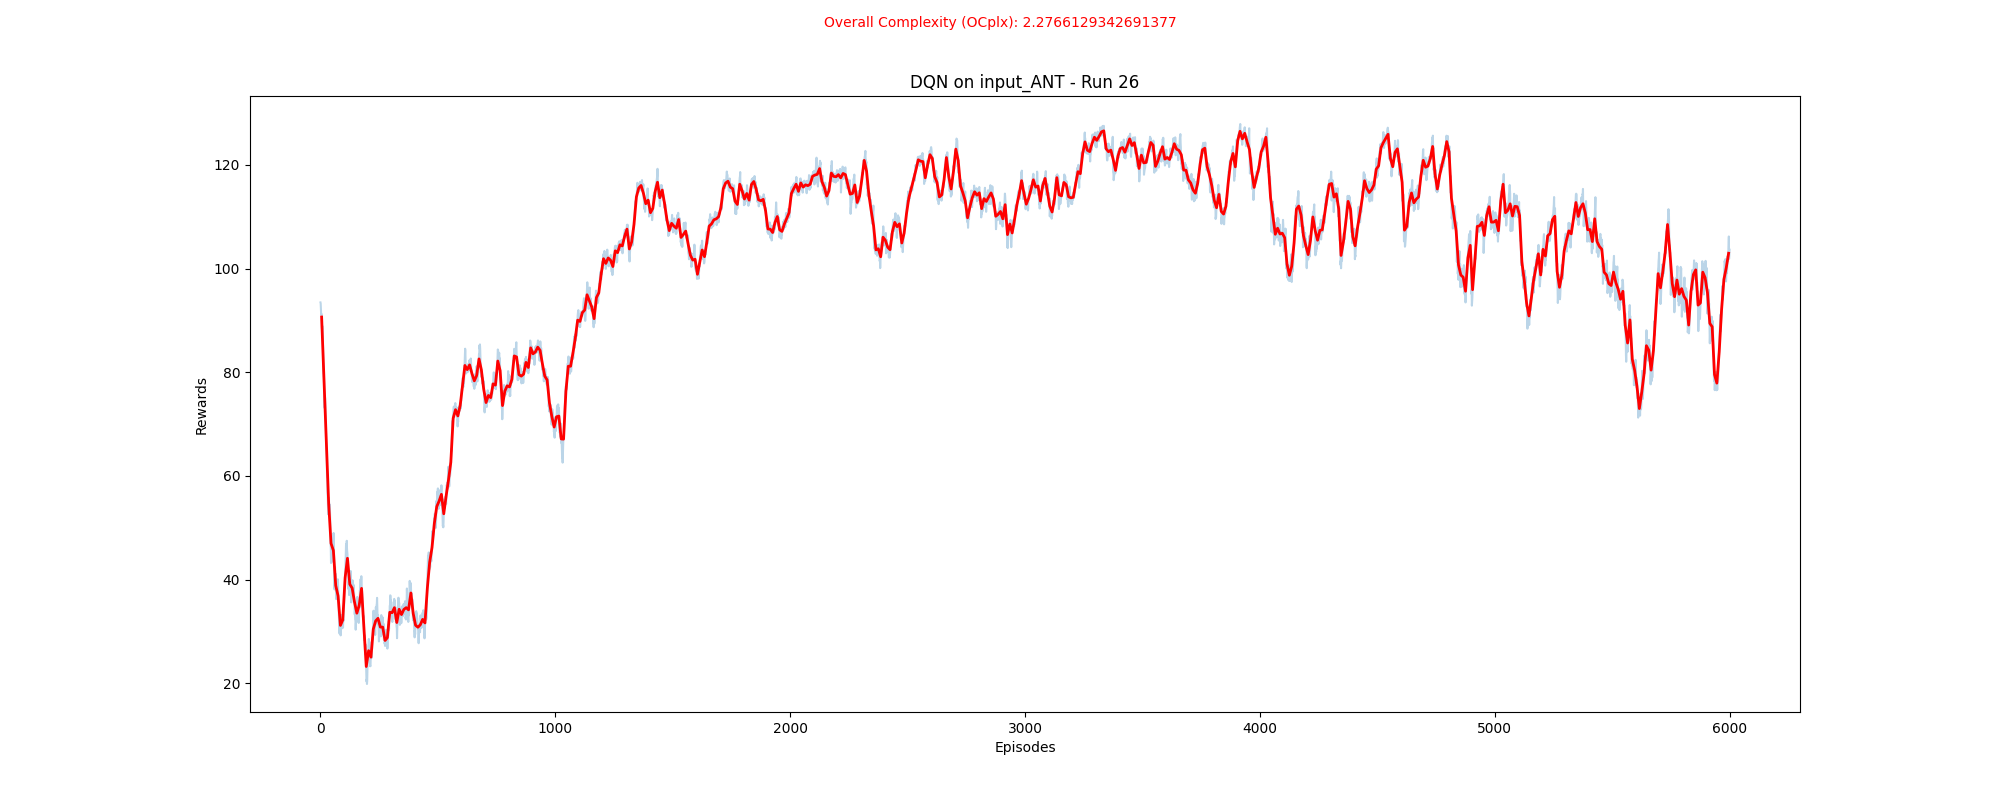 Overall Complexity (OCplx): 2.2766129342691377
DQN on input_ANT - Run 26
Rewards
120
100
80
60
40
20
0 1000 2000 3000 4000 5000 6000
Episodes